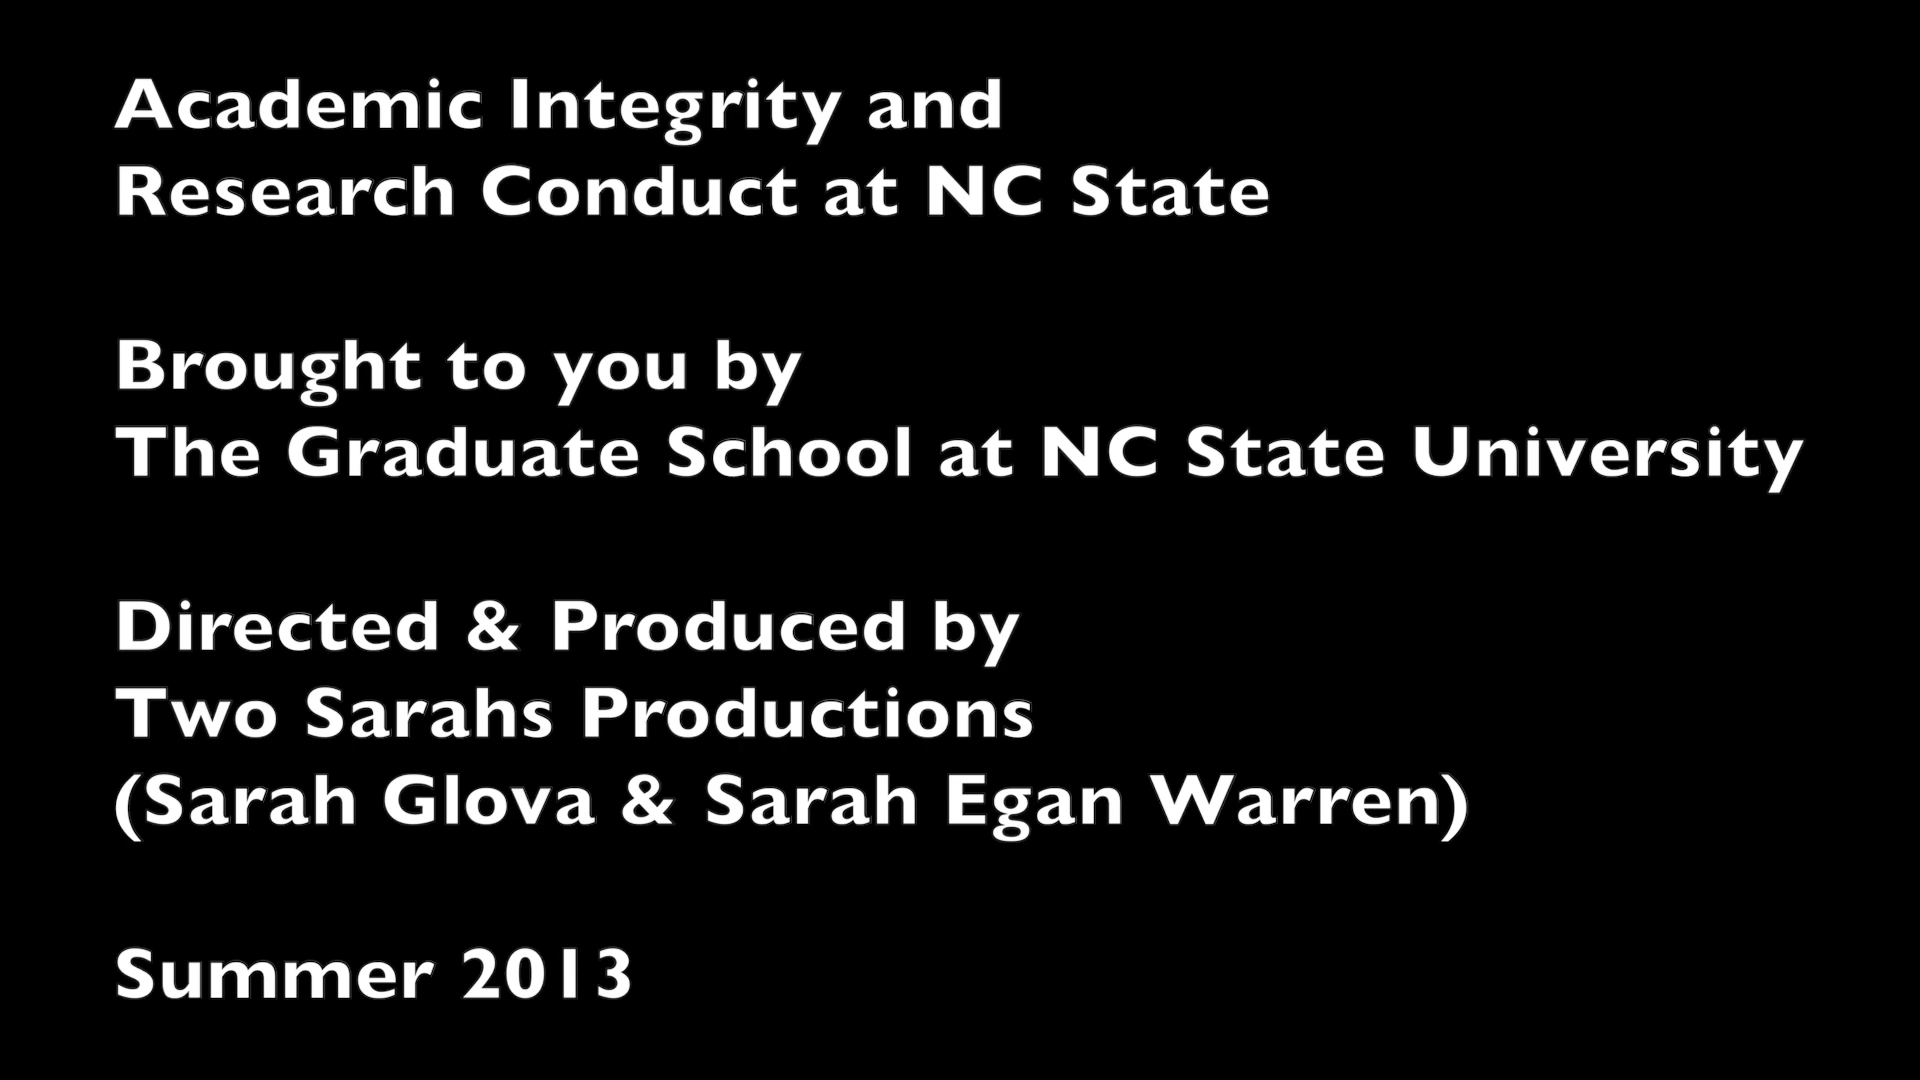 Academic Integrity and
Research Conduct at NC State
Brought to you by
The Graduate School at NC State University
Directed & Produced by
Two Sarahs Productions
(Sarah Glova & Sarah Egan Warren)
Summer 2013